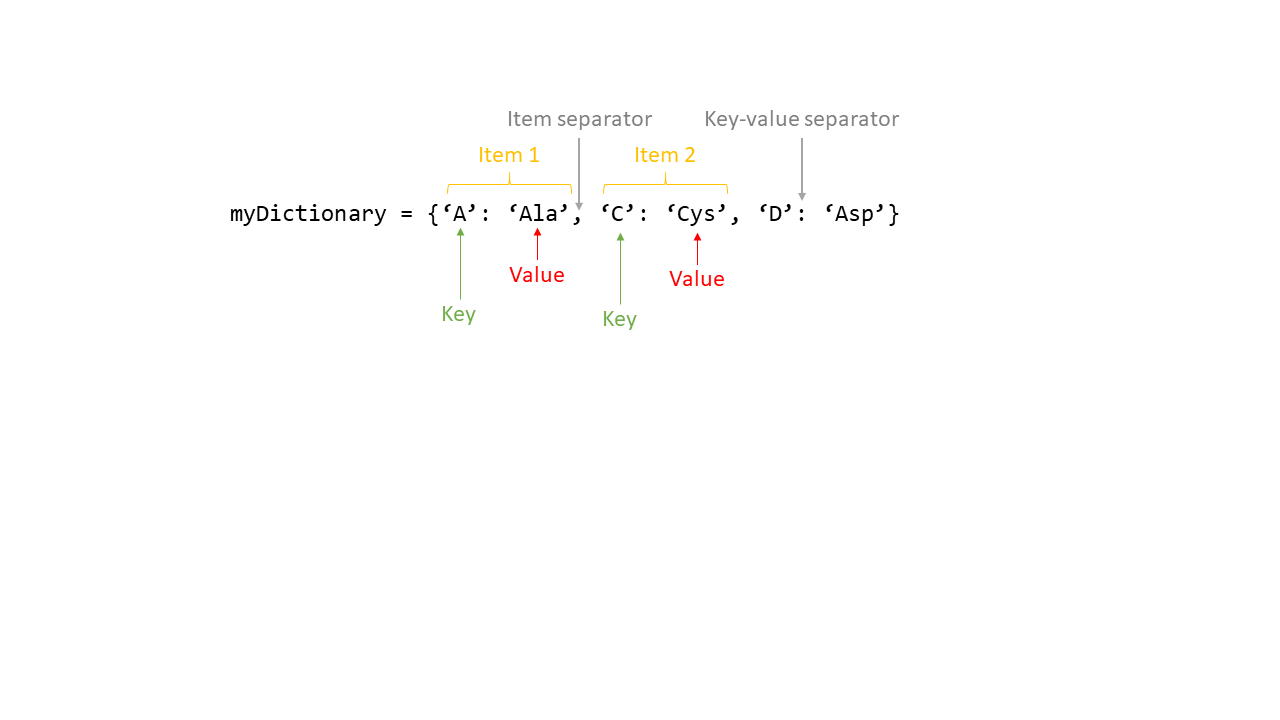 Item separator Key-value separator
Item 1 Item 2
myDictionary = {‘A’: ‘Ala’, ‘C’: ‘Cys’, ‘D’: ‘Asp’}
Value Value
Key Key